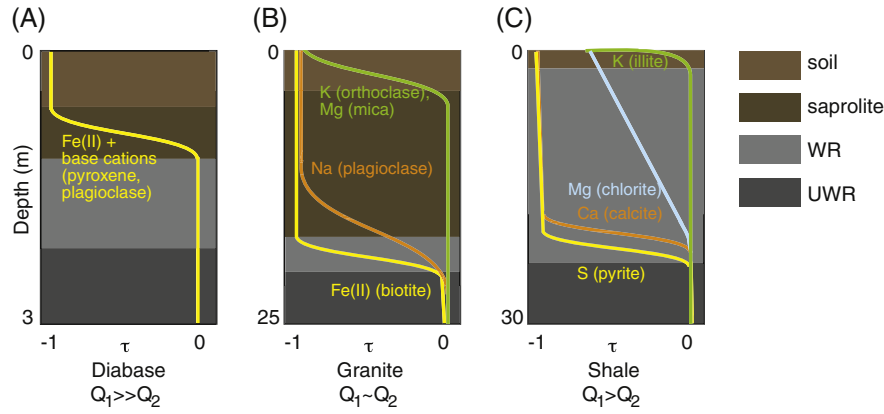 (A)
0
Depth (m)
3
Fe(II) +
base cations
(pyroxene,
plagioclase)
-1 τ 0
Diabase
Q₁>>Q₂
(B)
0
25
K (orthoclase),
Mg (mica)
Na (plagioclase)
Fe(II) (biotite)
-1 τ 0
Granite
Q₁~Q₂
(C)
0
30
K (illite)
Mg (chlorite)
Ca (calcite)
S (pyrite)
-1 τ 0
Shale
Q₁>Q₂
soil
saprolite
WR
UWR